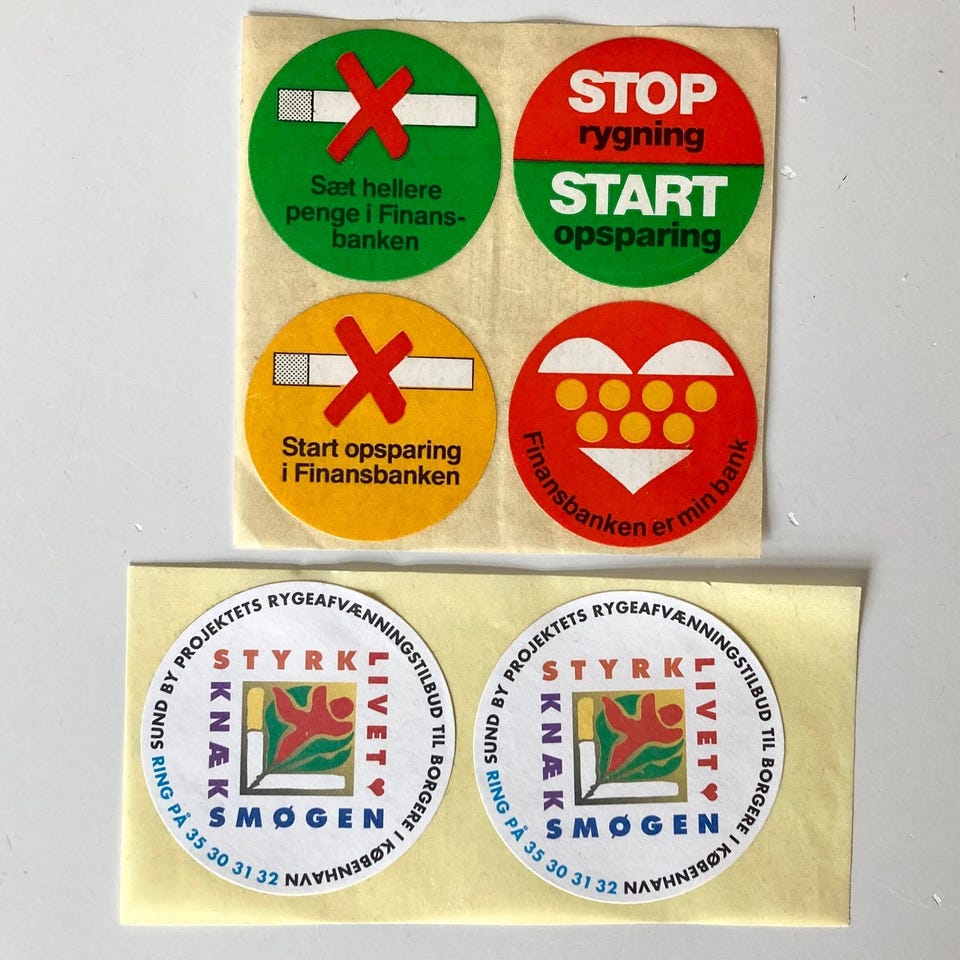 Sæt hellere
penge i Finans-
banken
STOP
rygning
START
opsparing
Start opsparing
i Finansbanken
Finansbanken er min bank
SUND BY PROJEKTETS RYGEAFVÆNNINGSTILBUD TIL BORGERE I KØBENHAVN
RING PÅ 35 30 31 32
STYRK
LIVET
KNÆK
SMØGEN
SUND BY PROJEKTETS RYGEAFVÆNNINGSTILBUD TIL BORGERE I KØBENHAVN
RING PÅ 35 30 31 32
STYRK
LIVET
KNÆK
SMØGEN